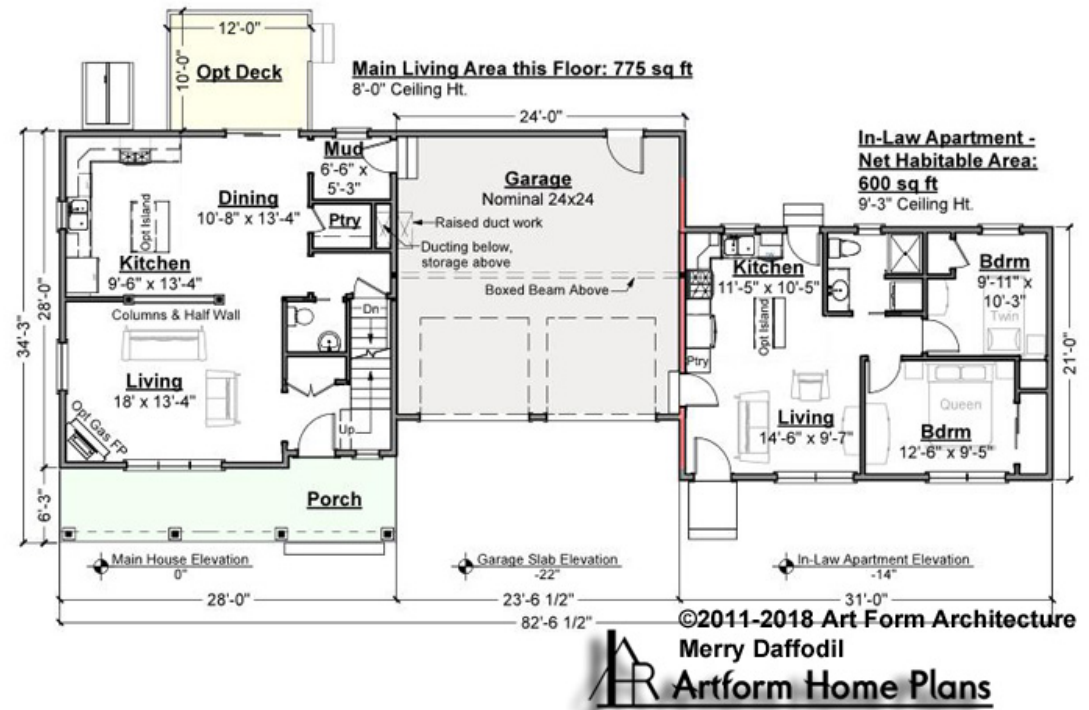 12'-0"
10'-0"
Opt Deck
Main Living Area this Floor: 775 sq ft
8'-0" Ceiling Ht.
24'-0"
Mud
6'-6" x
5'-3"
Garage
Nominal 24x24
In-Law Apartment -
Net Habitable Area:
600 sq ft
9'-3" Ceiling Ht.
Dining
10'-8" x 13'-4"
Ptry
Opt Island
Raised duct work
Ducting below,
storage above
Kitchen
9'-6" x 13'-4"
Boxed Beam Above
Kitchen
11'-5" x 10'-5"
Opt Island
Bdrm
9'-11" x
10'-3"
Twin
Columns & Half Wall
Dn
28'-0"
34'-3"
21'-0"
Living
18' x 13'-4"
Ptry
Opt Gas FP
Up
Living
14'-6" x 9'-7"
Queen
Bdrm
12'-6" x 9'-5"
6'-3"
Porch
Main House Elevation
0"
Garage Slab Elevation
-22"
In-Law Apartment Elevation
-14"
28'-0"
23'-6 1/2"
31'-0"
82'-6 1/2"
©2011-2018 Art Form Architecture
Merry Daffodil
AFR
Artform Home Plans